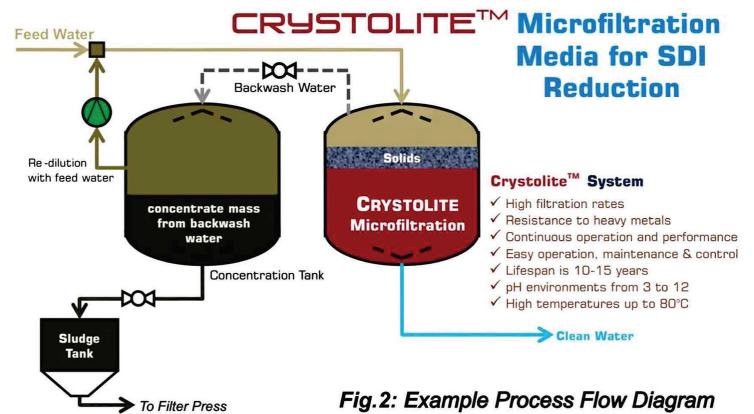 CRYSTOLITE™ Microfiltration
Media for SDI
Reduction
Feed Water
Backwash Water
Re-dilution
with feed water
concentrate mass
from backwash
water
Solids
CRYSTOLITE
Microfiltration
Crystolite™ System
✓ High filtration rates
✓ Resistance to heavy metals
✓ Continuous operation and performance
✓ Easy operation, maintenance & control
✓ Lifespan is 10-15 years
✓ pH environments from 3 to 12
✓ High temperatures up to 80°C
Concentration Tank
Clean Water
Sludge
Tank
To Filter Press
Fig.2: Example Process Flow Diagram